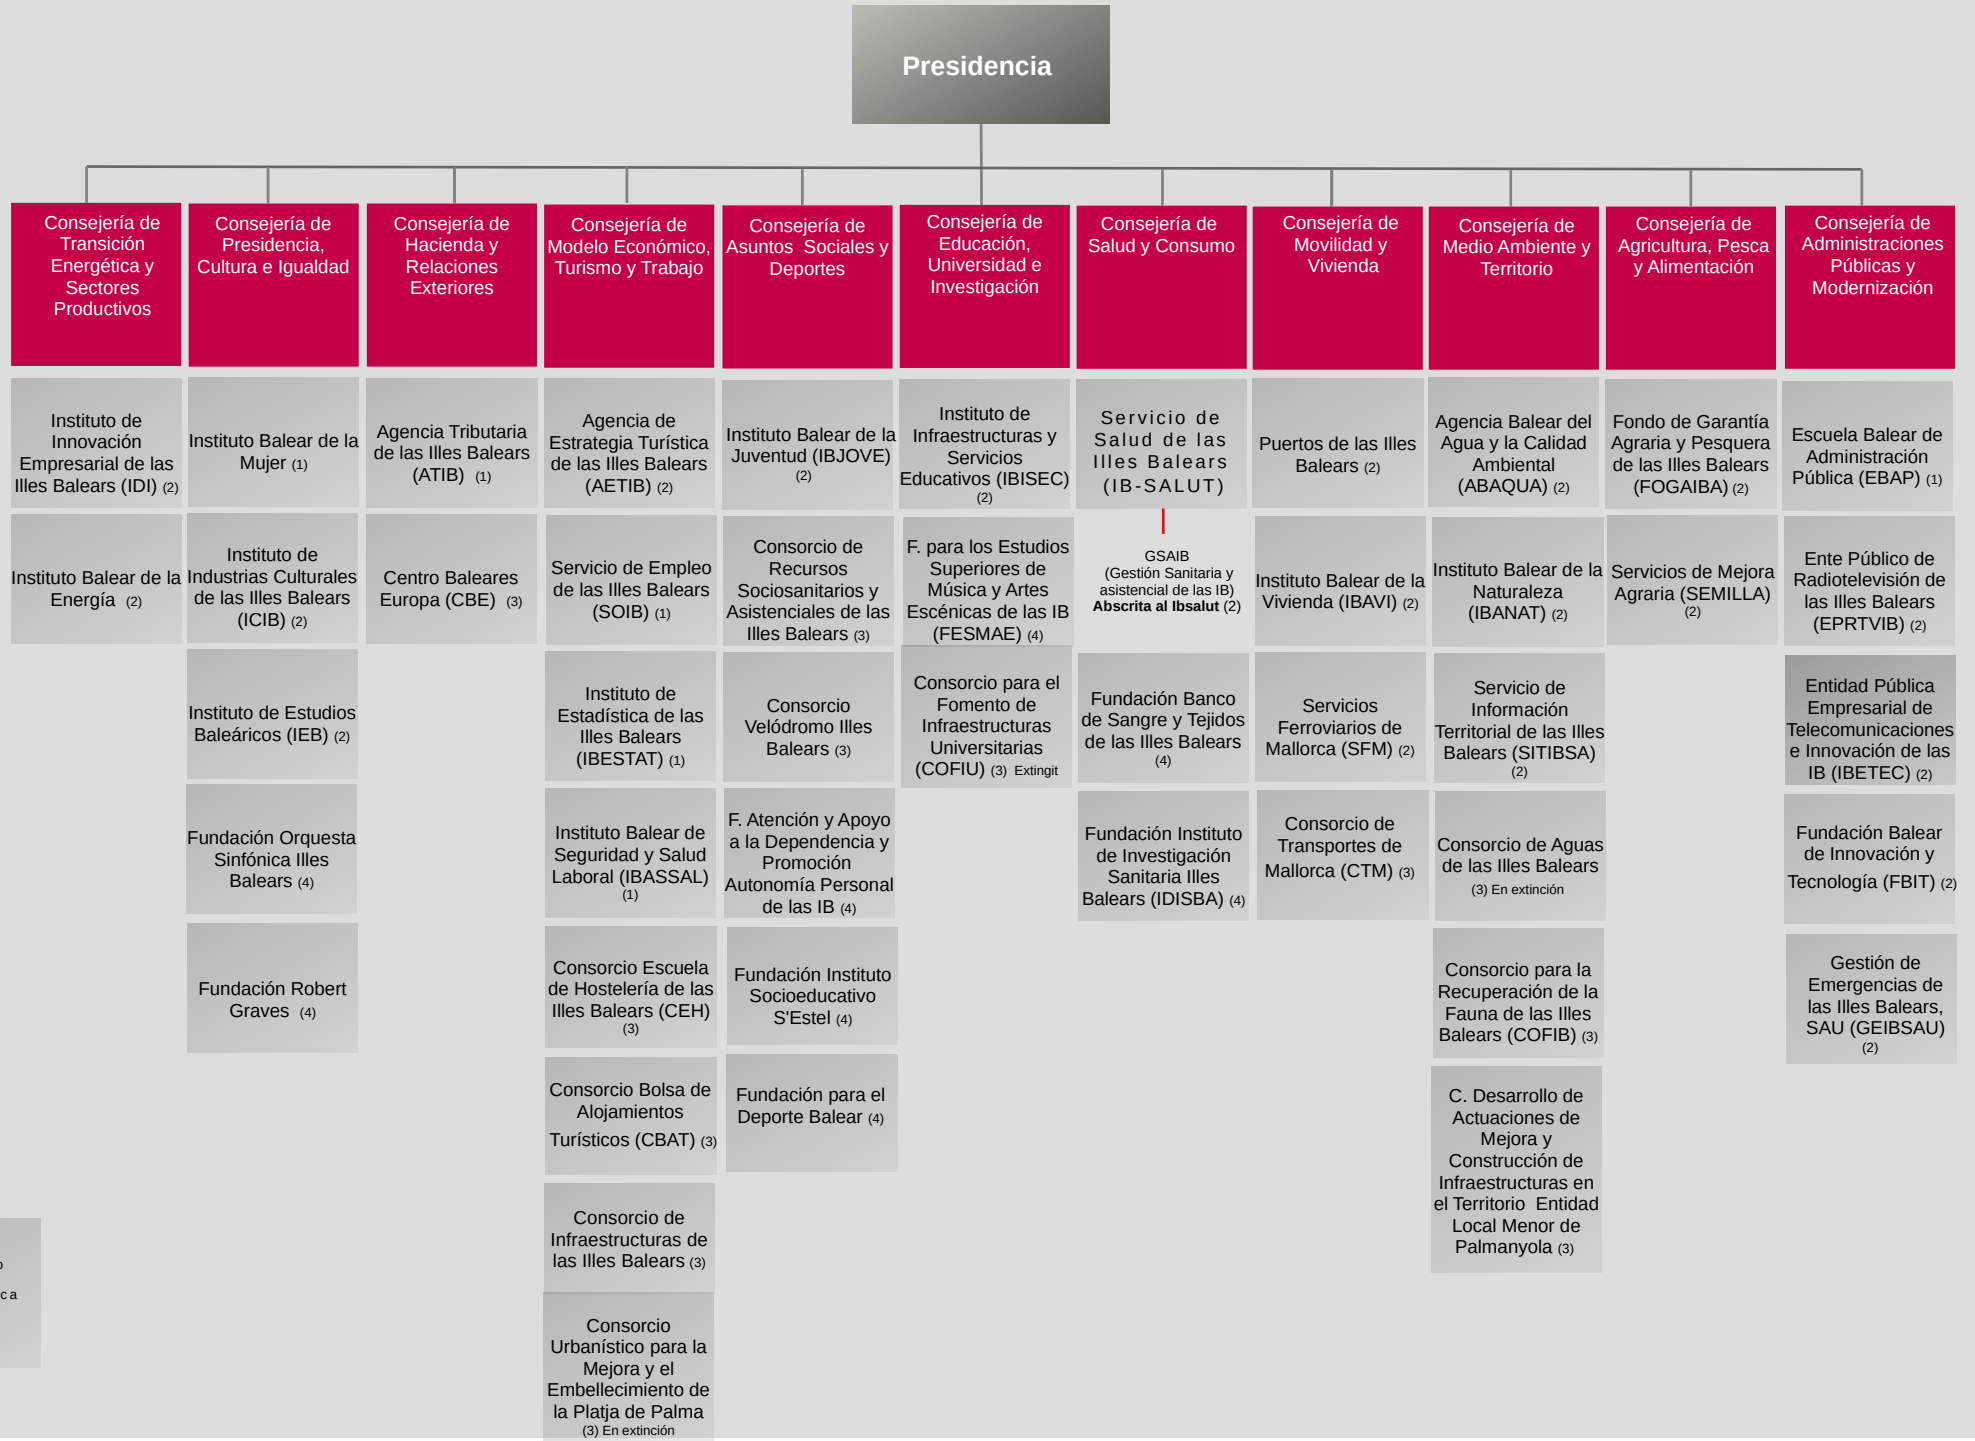 Presidencia
Consejería de
Transición
Energética y
Sectores
Productivos
Consejería de
Presidencia,
Cultura e Igualdad
Consejería de
Hacienda y
Relaciones
Exteriores
Consejería de
Modelo Económico,
Turismo y Trabajo
Consejería de
Asuntos Sociales y
Deportes
Consejería de
Educación,
Universidad e
Investigación
Consejería de
Salud y Consumo
Consejería de
Movilidad y
Vivienda
Consejería de
Medio Ambiente y
Territorio
Consejería de
Agricultura, Pesca
y Alimentación
Consejería de
Administraciones
Públicas y
Modernización
Instituto de
Innovación
Empresarial de las
Illes Balears (IDI) (2)
Instituto Balear de la
Energía (2)
Instituto Balear de la
Mujer (1)
Instituto de
Industrias Culturales
de las Illes Balears
(ICIB) (2)
Instituto de Estudios
Baleáricos (IEB) (2)
Fundación Orquesta
Sinfónica Illes
Balears (4)
Fundación Robert
Graves (4)
Agencia Tributaria
de las Illes Balears
(ATIB) (1)
Centro Baleares
Europa (CBE) (3)
Agencia de
Estrategia Turística
de las Illes Balears
(AETIB) (2)
Servicio de Empleo
de las Illes Balears
(SOIB) (1)
Instituto de
Estadística de las
Illes Balears
(IBESTAT) (1)
Instituto Balear de
Seguridad y Salud
Laboral (IBASSAL)
(1)
Consorcio Escuela
de Hostelería de las
Illes Balears (CEH)
(3)
Consorcio Bolsa de
Alojamientos
Turísticos (CBAT) (3)
Consorcio de
Infraestructuras de
las Illes Balears (3)
Consorcio
Urbanístico para la
Mejora y el
Embellecimiento de
la Platja de Palma
(3) En extinción
Instituto Balear de la
Juventud (IBJOVE)
(2)
Consorcio de
Recursos
Sociosanitarios y
Asistenciales de las
Illes Balears (3)
Consorcio
Velódromo Illes
Balears (3)
F. Atención y Apoyo
a la Dependencia y
Promoción
Autonomía Personal
de las IB (4)
Fundación Instituto
Socioeducativo
S'Estel (4)
Fundación para el
Deporte Balear (4)
Instituto de
Infraestructuras y
Servicios
Educativos (IBISEC)
(2)
F. para los Estudios
Superiores de
Música y Artes
Escénicas de las IB
(FESMAE) (4)
Consorcio para el
Fomento de
Infraestructuras
Universitarias
(COFIU) (3) Extingit
Servicio de
Salud de las
Illes Balears
(IB-SALUT)
GSAIB
(Gestión Sanitaria y
asistencial de las IB)
Abscrita al Ibsalut (2)
Fundación Banco
de Sangre y Tejidos
de las Illes Balears
(4)
Fundación Instituto
de Investigación
Sanitaria Illes
Balears (IDISBA) (4)
Puertos de las Illes
Balears (2)
Instituto Balear de la
Vivienda (IBAVI) (2)
Servicios
Ferroviarios de
Mallorca (SFM) (2)
Consorcio de
Transportes de
Mallorca (CTM) (3)
Agencia Balear del
Agua y la Calidad
Ambiental
(ABAQUA) (2)
Instituto Balear de la
Naturaleza
(IBANAT) (2)
Servicio de
Información
Territorial de las Illes
Balears (SITIBSA)
(2)
Consorcio de Aguas
de las Illes Balears
(3) En extinción
Consorcio para la
Recuperación de la
Fauna de las Illes
Balears (COFIB) (3)
C. Desarrollo de
Actuaciones de
Mejora y
Construcción de
Infraestructuras en
el Territorio Entidad
Local Menor de
Palmanyola (3)
Fondo de Garantía
Agraria y Pesquera
de las Illes Balears
(FOGAIBA) (2)
Servicios de Mejora
Agraria (SEMILLA)
(2)
Escuela Balear de
Administración
Pública (EBAP) (1)
Ente Público de
Radiotelevisión de
las Illes Balears
(EPRTVIB) (2)
Entidad Pública
Empresarial de
Telecomunicaciones
e Innovación de las
IB (IBETEC) (2)
Fundación Balear
de Innovación y
Tecnología (FBIT) (2)
Gestión de
Emergencias de
las Illes Balears,
SAU (GEIBSAU)
(2)